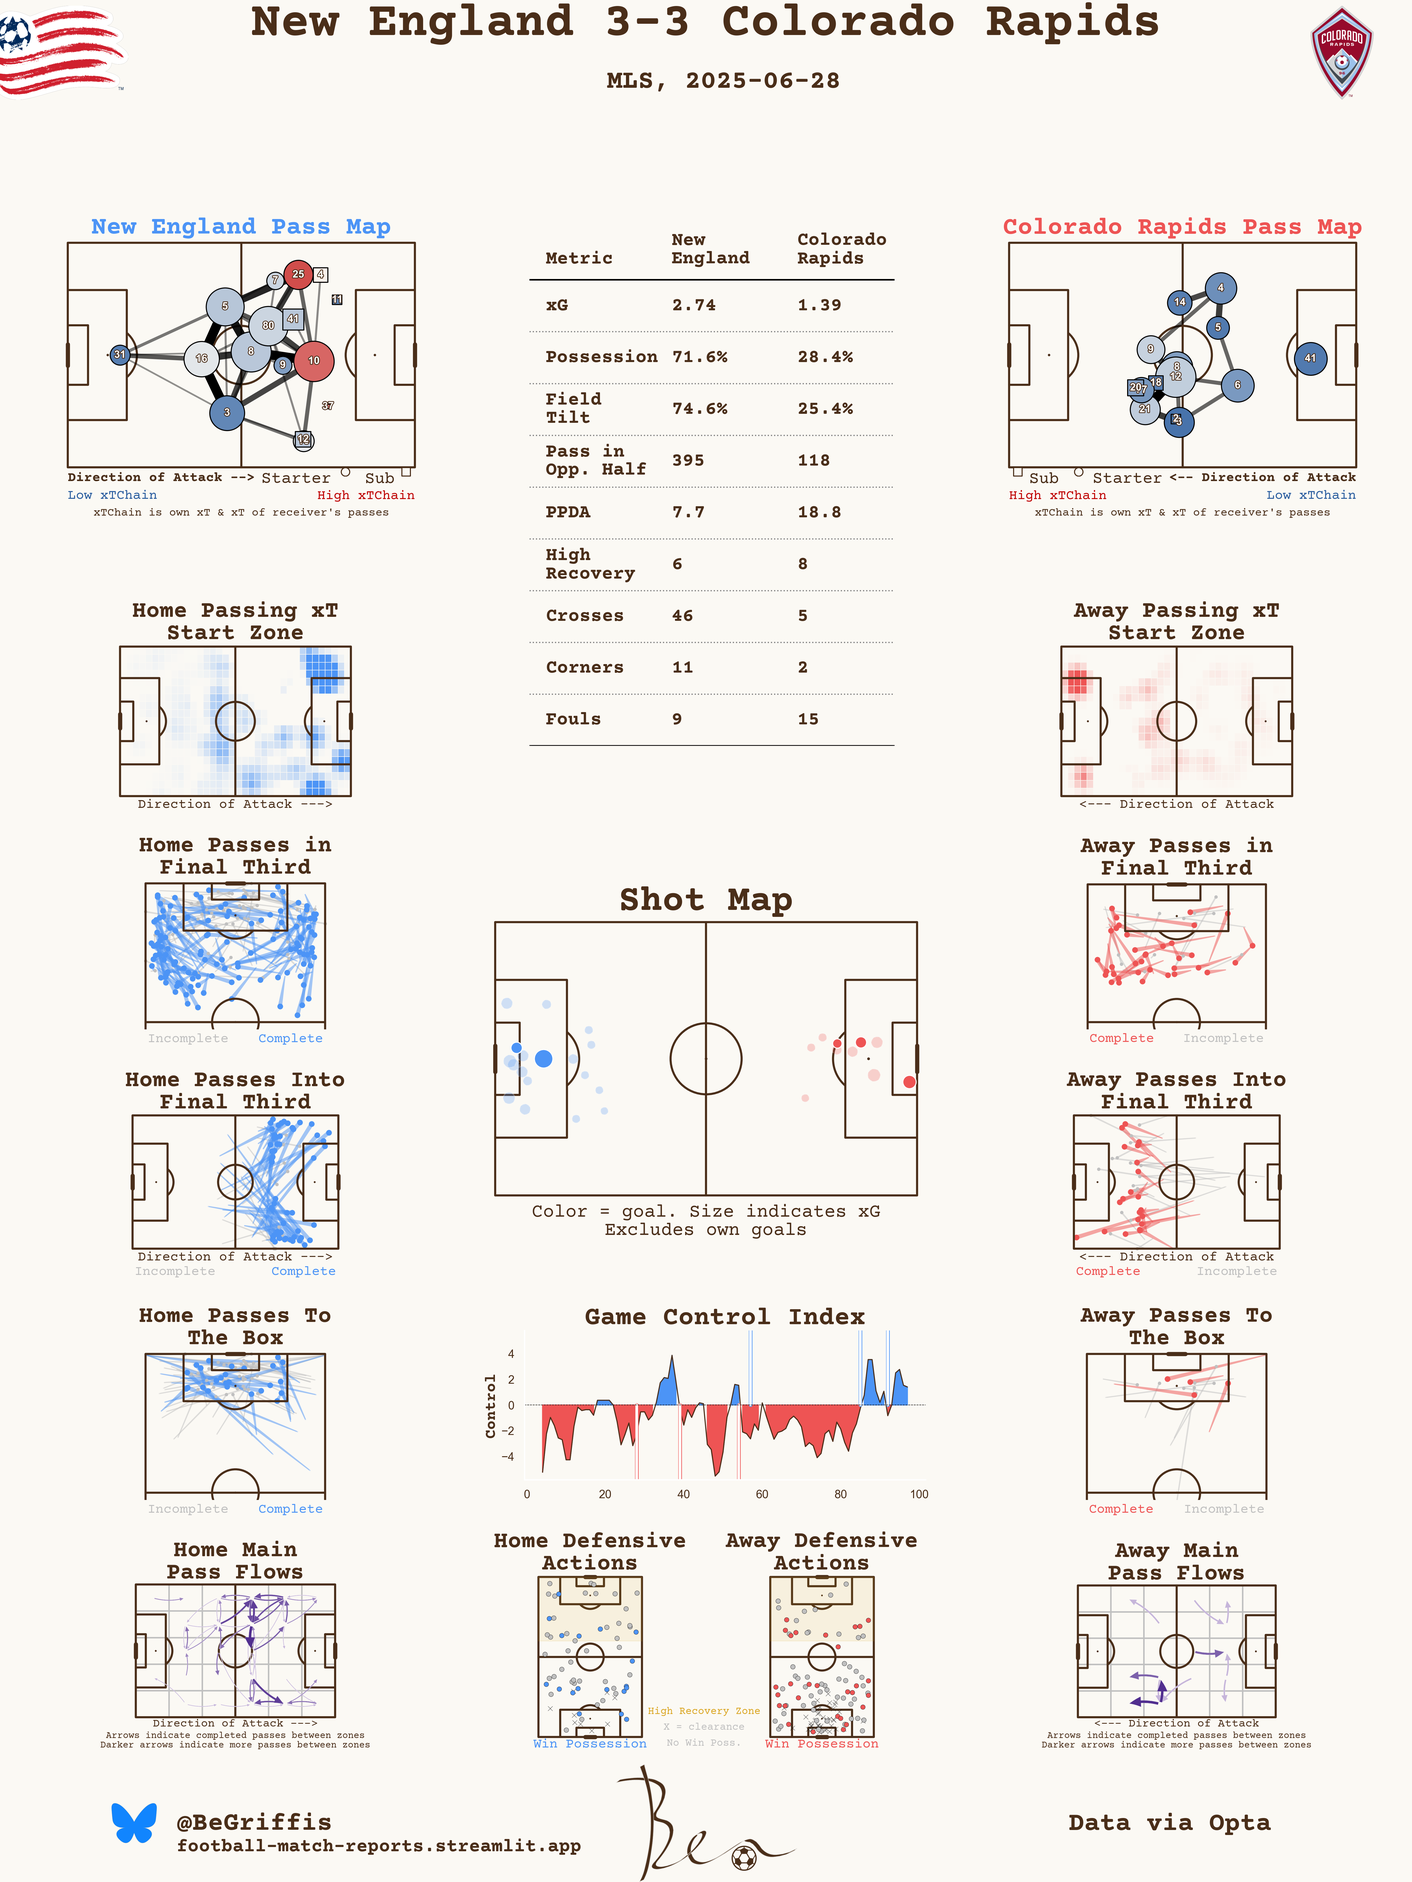 New England 3-3 Colorado Rapids
MLS, 2025-06-28
COLORADO
RAPIDS
New England Pass Map
31
5
16
3
8
80
7
25
4
11
41
9
10
37
12
Direction of Attack --> Starter Sub
Low xTChain High xTChain
xTChain is own xT & xT of receiver's passes
Metric New England Colorado Rapids
xG 2.74 1.39
Possession 71.6% 28.4%
Field Tilt 74.6% 25.4%
Pass in Opp. Half 395 118
PPDA 7.7 18.8
High Recovery 6 8
Crosses 46 5
Corners 11 2
Fouls 9 15
Colorado Rapids Pass Map
4
14
5
9
8
12
18
20
21
6
41
Sub Starter <-- Direction of Attack
High xTChain Low xTChain
xTChain is own xT & xT of receiver's passes
Home Passing xT
Start Zone
Direction of Attack --->
Away Passing xT
Start Zone
<--- Direction of Attack
Home Passes in
Final Third
Incomplete Complete
Away Passes in
Final Third
Complete Incomplete
Shot Map
Color = goal. Size indicates xG
Excludes own goals
Home Passes Into
Final Third
Direction of Attack --->
Incomplete Complete
Away Passes Into
Final Third
<--- Direction of Attack
Complete Incomplete
Home Passes To
The Box
Incomplete Complete
Game Control Index
Control
4
2
0
−2
−4
0 20 40 60 80 100
Away Passes To
The Box
Complete Incomplete
Home Main
Pass Flows
Direction of Attack --->
Arrows indicate completed passes between zones
Darker arrows indicate more passes between zones
Home Defensive
Actions
Win Possession
High Recovery Zone
X = clearance
No Win Poss.
Away Defensive
Actions
Win Possession
Away Main
Pass Flows
<--- Direction of Attack
Arrows indicate completed passes between zones
Darker arrows indicate more passes between zones
@BeGriffis
football-match-reports.streamlit.app
Ben
Data via Opta